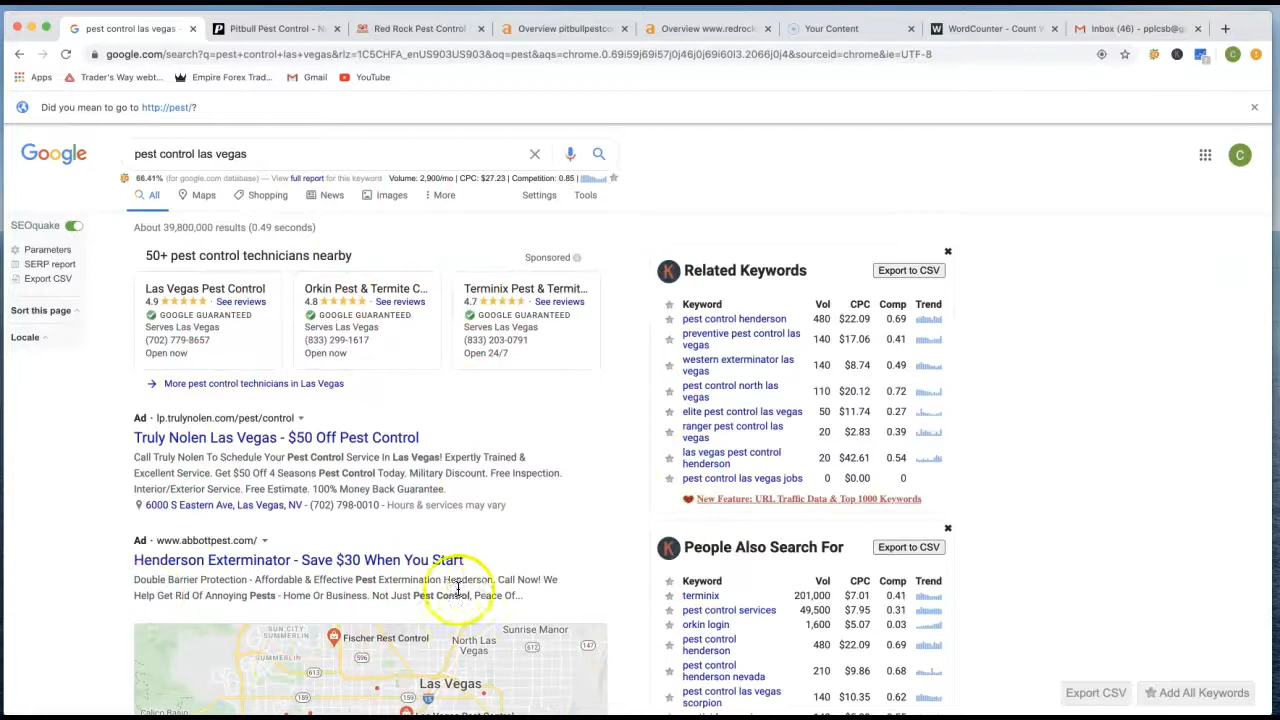 pest control las vegas
Pitbull Pest Control - N
Red Rock Pest Control
Overview pitbullpestco
Overview www.redrock
Your Content
WordCounter - Count W
Inbox (46) - pplcsb@g
google.com/search?q=pest+control+las+vegas&rlz=1C5CHFA_enUS903US903&oq=pest&aqs=chrome.0.69i59j57j0j46j0j69i60l3.2066j0j4&sourceid=chrome&ie=UTF-8
Apps
Trader's Way webt...
Empire Forex Trad...
Gmail
YouTube
Did you mean to go to http://pest/?
Google
pest control las vegas
C
66.41% (for google.com database) — View full report for this keyword Volume: 2,900/mo | CPC: $27.23 | Competition: 0.85 |
All
Maps
Shopping
News
Images
More
Settings
Tools
About 39,800,000 results (0.49 seconds)
SEOquake
Parameters
SERP report
Export CSV
Sort this page
Locale
50+ pest control technicians nearby
Sponsored
Las Vegas Pest Control
4.9 ★★★★★ · See reviews
GOOGLE GUARANTEED
Serves Las Vegas
(702) 779-8657
Open now
Orkin Pest & Termite C...
4.8 ★★★★★ · See reviews
GOOGLE GUARANTEED
Serves Las Vegas
(833) 299-1617
Open now
Terminix Pest & Termit...
4.7 ★★★★★ · See reviews
GOOGLE GUARANTEED
Serves Las Vegas
(833) 203-0791
Open 24/7
More pest control technicians in Las Vegas
Ad · lp.trulynolen.com/pest/control
Truly Nolen Las Vegas - $50 Off Pest Control
Call Truly Nolen To Schedule Your Pest Control Service In Las Vegas! Expertly Trained &
Excellent Service. Get $50 Off 4 Seasons Pest Control Today. Military Discount. Free Inspection.
Interior/Exterior Service. Free Estimate. 100% Money Back Guarantee.
6000 S Eastern Ave, Las Vegas, NV - (702) 798-0010 - Hours & services may vary
Ad · www.abbottpest.com/
Henderson Exterminator - Save $30 When You Start
Double Barrier Protection - Affordable & Effective Pest Extermination Henderson. Call Now! We
Help Get Rid Of Annoying Pests - Home Or Business. Not Just Pest Control, Peace Of...
SUN CITY
SUMMERLIN
Fischer Rest Control
North Las
Vegas
Sunrise Manor
SUMMERLIN
596
612
147
613
Las Vegas
159
159
15
Calico Basin
Las Vegas Pest Control
K Related Keywords
Export to CSV
Keyword Vol CPC Comp Trend
pest control henderson 480 $22.09 0.69
preventive pest control las
vegas 140 $17.06 0.41
western exterminator las
vegas 140 $8.74 0.49
pest control north las
vegas 110 $20.12 0.72
elite pest control las vegas 50 $11.74 0.27
ranger pest control las
vegas 20 $2.83 0.39
las vegas pest control
henderson 20 $42.61 0.54
las vegas pest control jobs 0 $0.00 0
New Feature: URL Traffic Data & Top 1000 Keywords
K People Also Search For
Export to CSV
Keyword Vol CPC Comp Trend
terminix 201,000 $7.01 0.41
pest control services 49,500 $7.95 0.31
orkin login 1,600 $5.07 0.03
pest control
henderson 480 $22.09 0.69
pest control
henderson nevada 210 $9.86 0.68
pest control las vegas
scorpion 140 $10.35 0.62
Export CSV
Add All Keywords